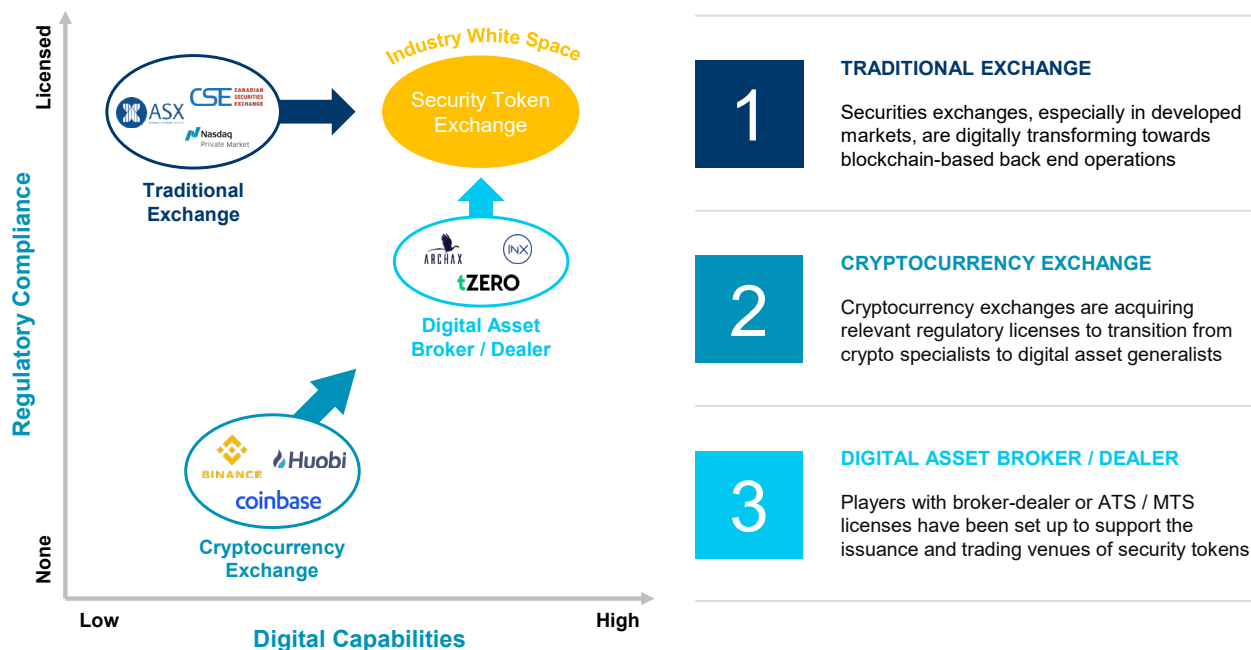 Regulatory Compliance
Licensed
None
Industry White Space
Security Token
Exchange
ASX
CSE
CANADIAN
SECURITIES
EXCHANGE
Nasdaq
Private Market
Traditional
Exchange
ARCHAX
INX
tZERO
Digital Asset
Broker / Dealer
BINANCE
Huobi
coinbase
Cryptocurrency
Exchange
Low
High
Digital Capabilities
1
TRADITIONAL EXCHANGE
Securities exchanges, especially in developed
markets, are digitally transforming towards
blockchain-based back end operations
2
CRYPTOCURRENCY EXCHANGE
Cryptocurrency exchanges are acquiring
relevant regulatory licenses to transition from
crypto specialists to digital asset generalists
3
DIGITAL ASSET BROKER / DEALER
Players with broker-dealer or ATS / MTS
licenses have been set up to support the
issuance and trading venues of security tokens